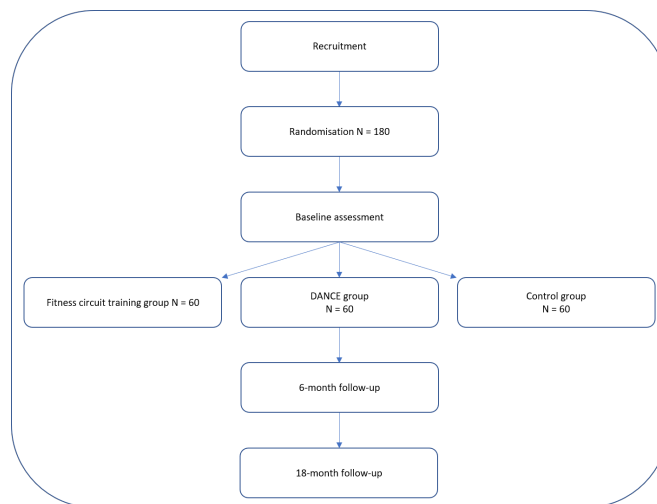 Recruitment
Randomisation N = 180
Baseline assessment
Fitness circuit training group N = 60
DANCE group
N = 60
Control group
N = 60
6-month follow-up
18-month follow-up